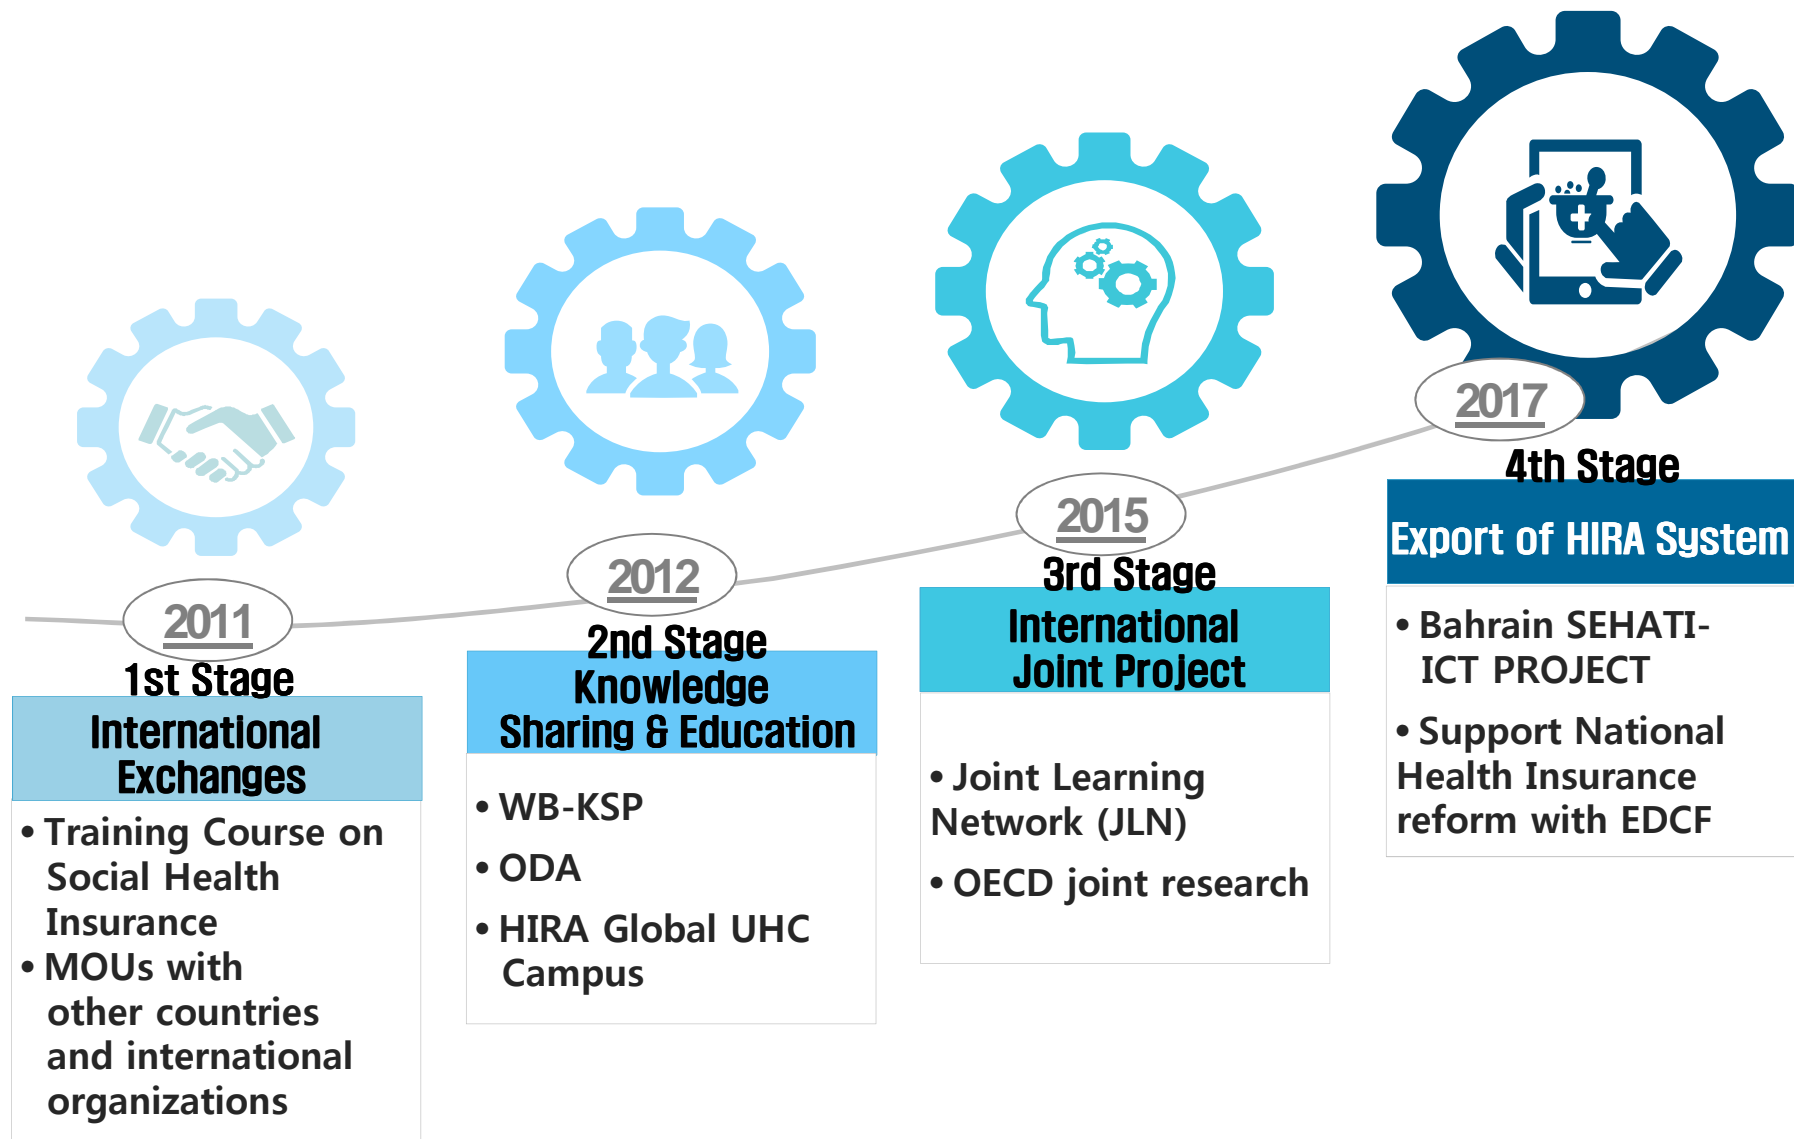 2011
1st Stage
International
Exchanges
• Training Course on
Social Health
Insurance
• MOUs with
other countries
and international
organizations
2012
2nd Stage
Knowledge
Sharing & Education
• WB-KSP
• ODA
• HIRA Global UHC
Campus
2015
3rd Stage
International
Joint Project
• Joint Learning
Network (JLN)
• OECD joint research
2017
4th Stage
Export of HIRA System
• Bahrain SEHATI-
ICT PROJECT
• Support National
Health Insurance
reform with EDCF